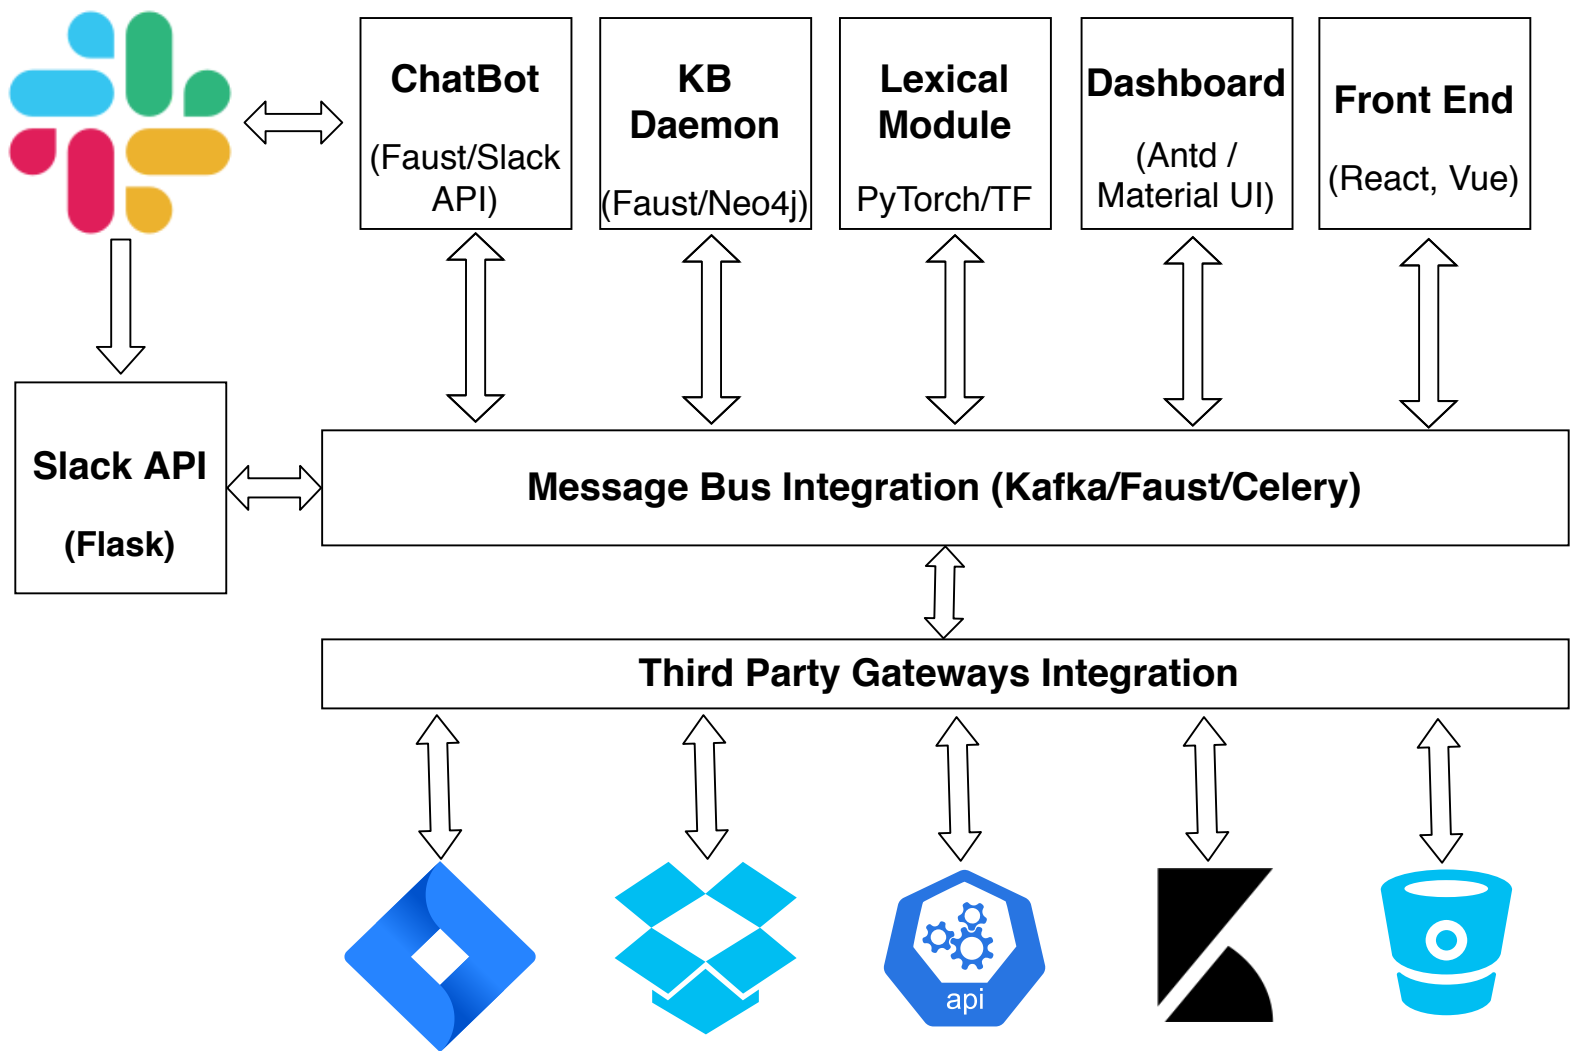 ChatBot
(Faust/Slack
API)
KB
Daemon
(Faust/Neo4j)
Lexical
Module
PyTorch/TF
Dashboard
(Antd /
Material UI)
Front End
(React, Vue)
Slack API
(Flask)
Message Bus Integration (Kafka/Faust/Celery)
Third Party Gateways Integration
api